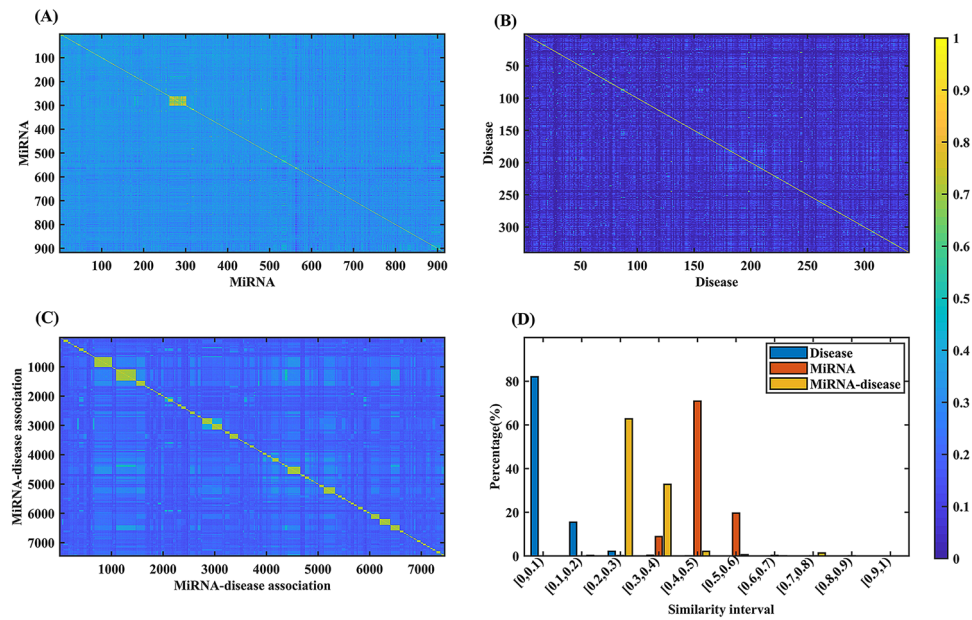 (A)
MiRNA
100
200
300
400
500
600
700
800
900
100 200 300 400 500 600 700 800 900
MiRNA
(B)
Disease
50
100
150
200
250
300
50 100 150 200 250 300
Disease
1
0.9
0.8
0.7
0.6
0.5
0.4
0.3
0.2
0.1
0
(C)
MiRNA-disease association
1000
2000
3000
4000
5000
6000
7000
1000 2000 3000 4000 5000 6000 7000
MiRNA-disease association
(D)
Percentage(%)
80
60
40
20
0
Disease
MiRNA
MiRNA-disease
[0,0.1) [0.1,0.2) [0.2,0.3) [0.3,0.4) [0.4,0.5) [0.5,0.6) [0.6,0.7) [0.7,0.8) [0.8,0.9) [0.9,1)
Similarity interval